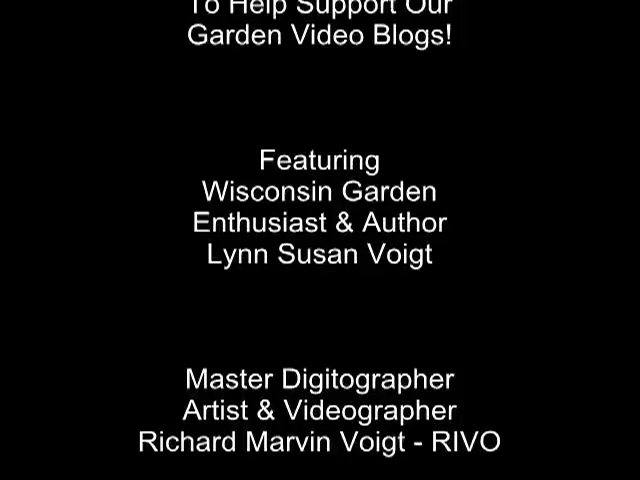 To Help Support Our
Garden Video Blogs!
Featuring
Wisconsin Garden
Enthusiast & Author
Lynn Susan Voigt
Master Digitographer
Artist & Videographer
Richard Marvin Voigt - RIVO